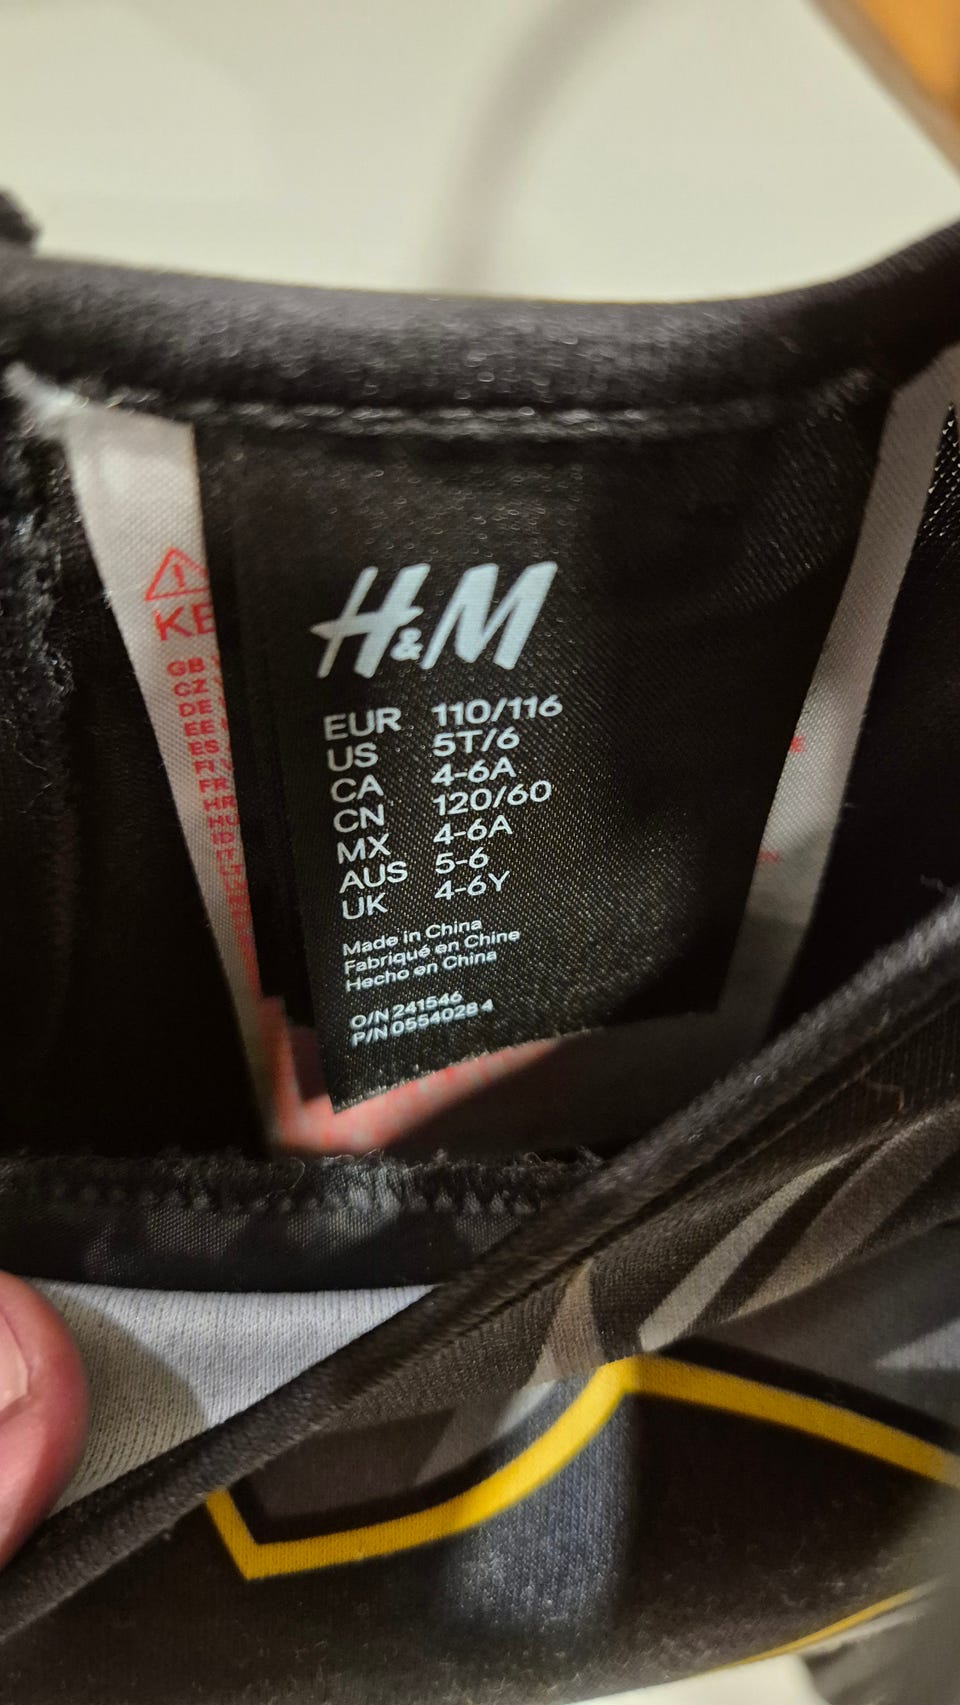 H&M
EUR 110/116
US 5T/6
CA 4-6A
CN 120/60
MX 4-6A
AUS 5-6
UK 4-6Y
Made in China
Fabriqué en Chine
Hecho en China
O/N 241546
P/N 0554028 4
KE
GB
CZ
DE
EE
ES
FI
FR
HR
HU
ID
IT